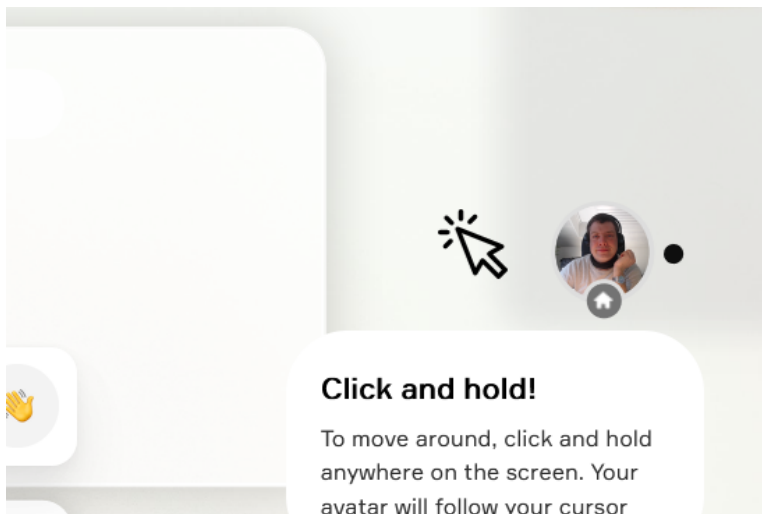 Click and hold!
To move around, click and hold
anywhere on the screen. Your
avatar will follow your cursor